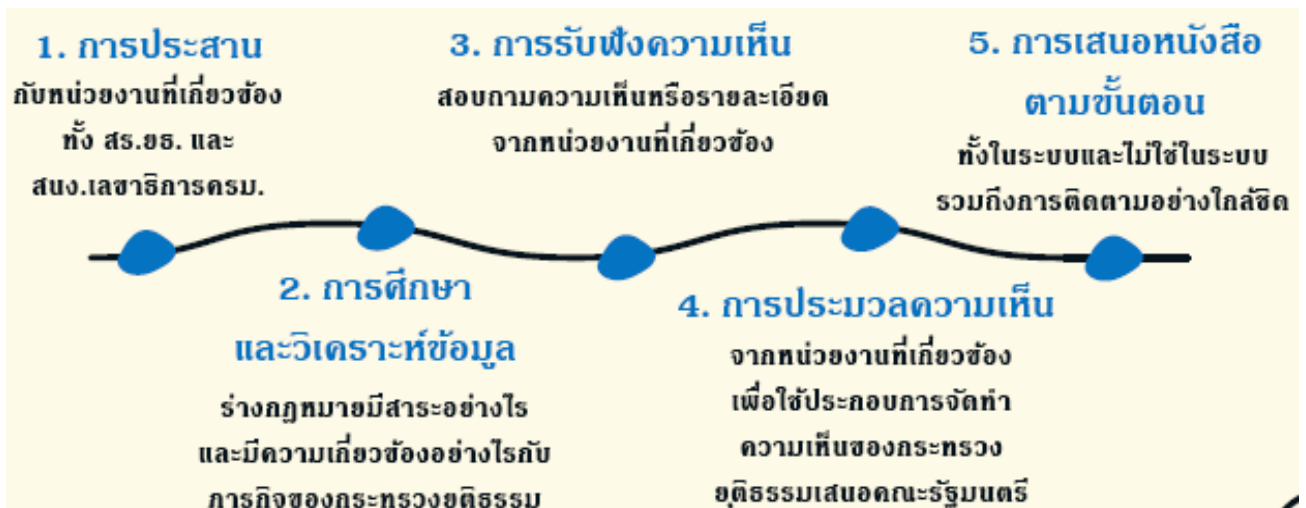 1. การประสาน
กับหน่วยงานที่เกี่ยวข้อง
ทั้ง สร.ยธ. และ
สนง.เลขาธิการครม.
2. การศึกษา
และวิเคราะห์ข้อมูล
ร่างกฎหมายมีสาระอย่างไร
และมีความเกี่ยวข้องอย่างไรกับ
ภารกิจของกระทรวงยุติธรรม
3. การรับฟังความเห็น
สอบถามความเห็นหรือรายละเอียด
จากหน่วยงานที่เกี่ยวข้อง
4. การประมวลความเห็น
จากหน่วยงานที่เกี่ยวข้อง
เพื่อใช้ประกอบการจัดทำ
ความเห็นของกระทรวง
ยุติธรรมเสนอคณะรัฐมนตรี
5. การเสนอหนังสือ
ตามขั้นตอน
ทั้งในระบบและไม่ใช่ในระบบ
รวมถึงการติดตามอย่างใกล้ชิด